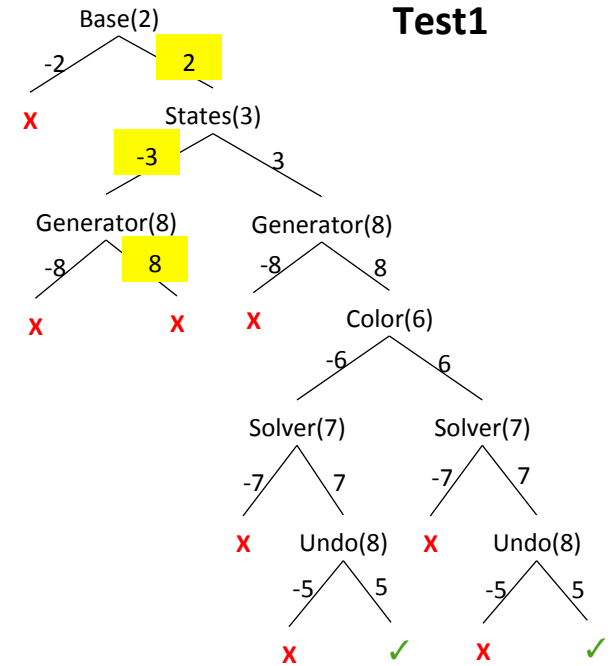 Test1
Base(2)
-2 2
X States(3)
-3 3
Generator(8) Generator(8)
-8 8 -8 8
X X X Color(6)
-6 6
Solver(7) Solver(7)
-7 7 -7 7
X Undo(8) X Undo(8)
-5 5 -5 5
X ✓ X ✓